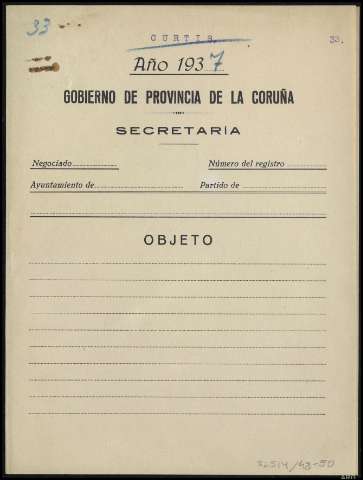 33
CURTIS.
33.
Año 1937
GOBIERNO DE PROVINCIA DE LA CORUÑA
SECRETARÍA
Negociado Número del registro
Ayuntamiento de Partido de
OBJETO